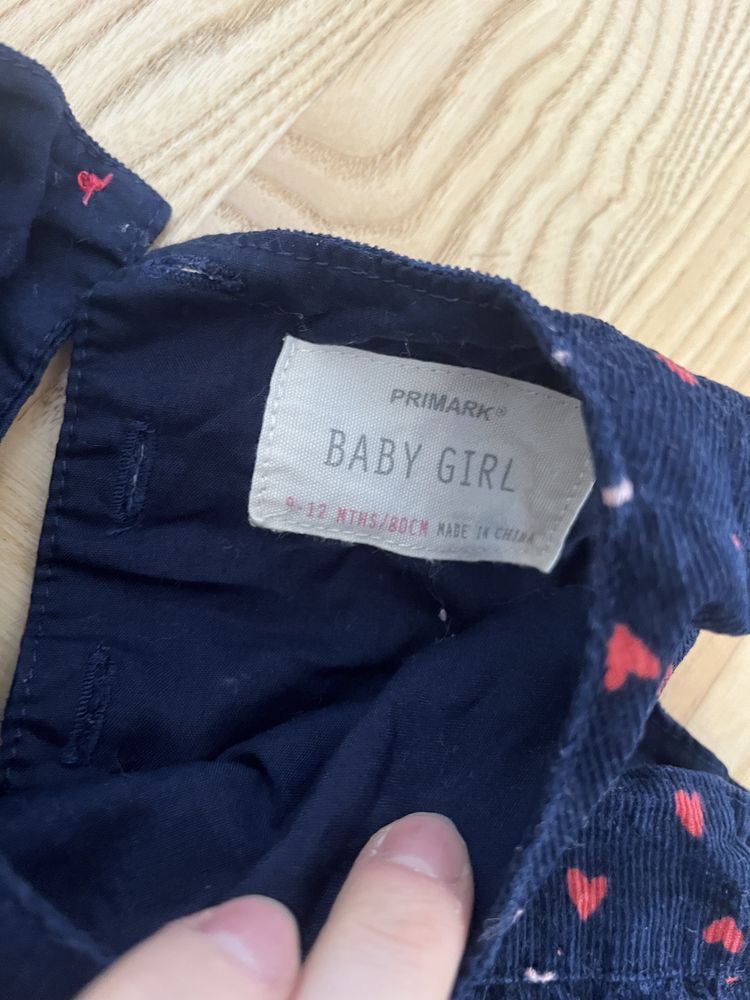 PRIMARK®
BABY GIRL
9-12 MTHS/80CM MADE IN CHINA